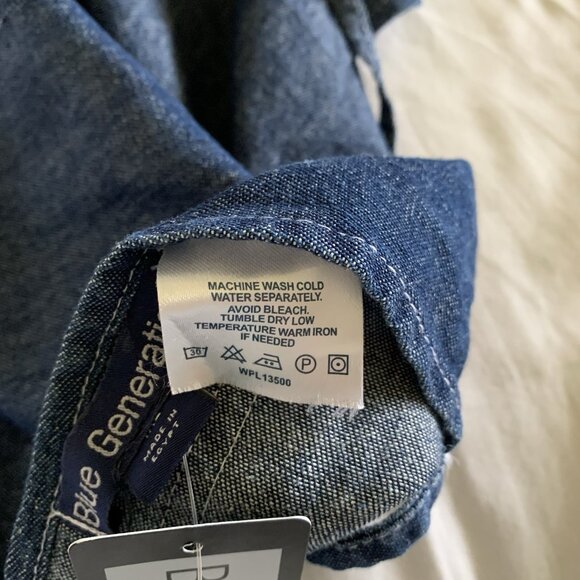 MACHINE WASH COLD
WATER SEPARATELY.
AVOID BLEACH.
TUMBLE DRY LOW
TEMPERATURE WARM IRON
IF NEEDED
30
P
WPL13500
Blue Generati
MADE IN
EGYPT